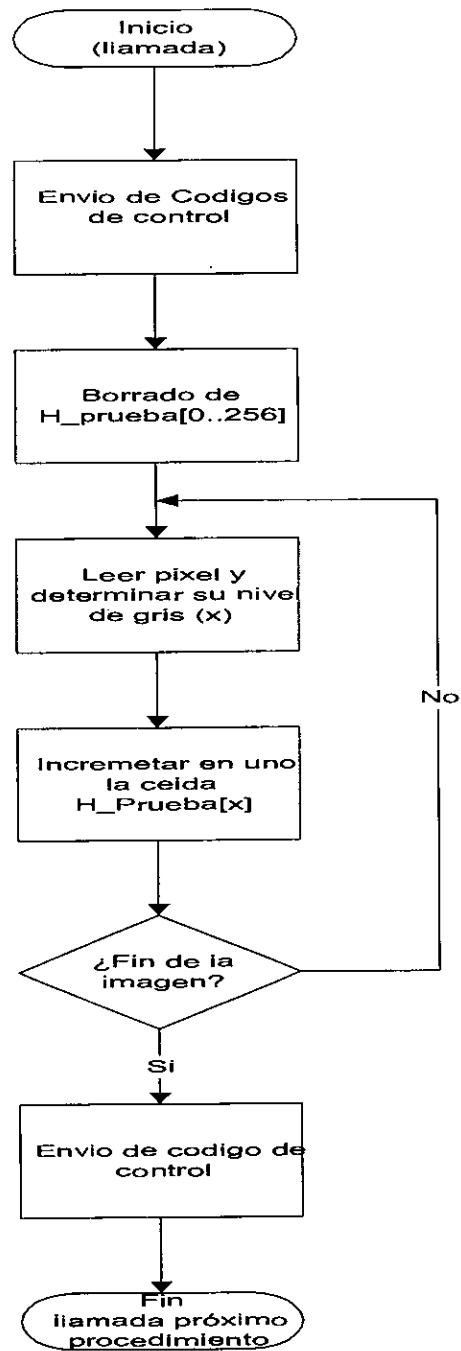 Inicio
(llamada)
Envio de Codigos
de control
Borrado de
H_prueba[0..256]
Leer pixel y
determinar su nivel
de gris (x)
No
Incremetar en uno
la celda
H_Prueba[x]
¿Fin de la
imagen?
Si
Envio de codigo de
control
Fin
llamada próximo
procedimiento